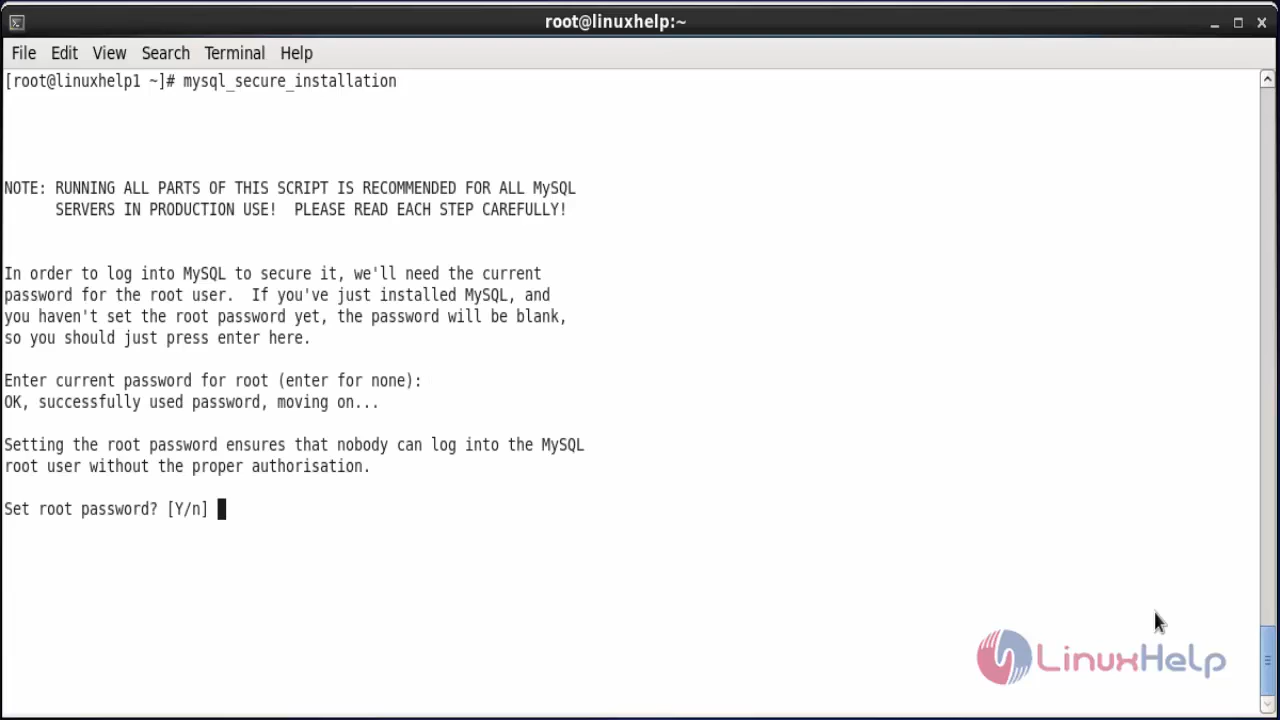 root@linuxhelp:~
File Edit View Search Terminal Help
[root@linuxhelp1 ~]# mysql_secure_installation
NOTE: RUNNING ALL PARTS OF THIS SCRIPT IS RECOMMENDED FOR ALL MySQL
SERVERS IN PRODUCTION USE!  PLEASE READ EACH STEP CAREFULLY!
In order to log into MySQL to secure it, we'll need the current
password for the root user.  If you've just installed MySQL, and
you haven't set the root password yet, the password will be blank,
so you should just press enter here.
Enter current password for root (enter for none):
OK, successfully used password, moving on...
Setting the root password ensures that nobody can log into the MySQL
root user without the proper authorisation.
Set root password? [Y/n]
LinuxHelp